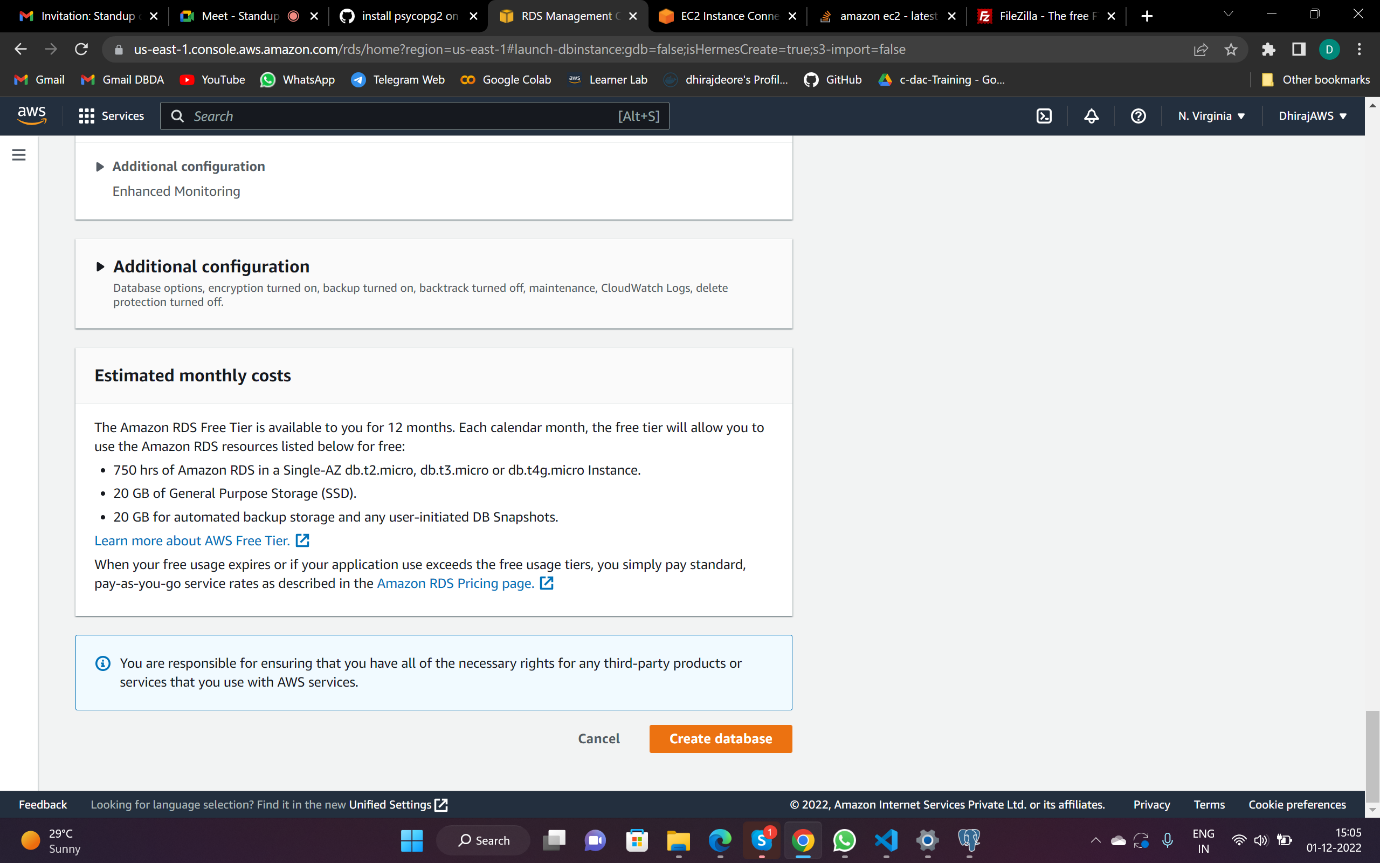 Invitation: Standup
Meet - Standup
install psycopg2 on
RDS Management C
EC2 Instance Conne
amazon ec2 - latest
FileZilla - The free F
us-east-1.console.aws.amazon.com/rds/home?region=us-east-1#launch-dbinstance:gdb=false;isHermesCreate=true;s3-import=false
D
Gmail
Gmail DBDA
YouTube
WhatsApp
Telegram Web
Google Colab
Learner Lab
dhirajdeore's Profil...
GitHub
c-dac-Training - Go...
Other bookmarks
aws
Services
Search
[Alt+S]
N. Virginia
DhirajAWS
Additional configuration
Enhanced Monitoring
Additional configuration
Database options, encryption turned on, backup turned on, backtrack turned off, maintenance, CloudWatch Logs, delete
protection turned off.
Estimated monthly costs
The Amazon RDS Free Tier is available to you for 12 months. Each calendar month, the free tier will allow you to
use the Amazon RDS resources listed below for free:
• 750 hrs of Amazon RDS in a Single-AZ db.t2.micro, db.t3.micro or db.t4g.micro Instance.
• 20 GB of General Purpose Storage (SSD).
• 20 GB for automated backup storage and any user-initiated DB Snapshots.
Learn more about AWS Free Tier.
When your free usage expires or if your application use exceeds the free usage tiers, you simply pay standard,
pay-as-you-go service rates as described in the Amazon RDS Pricing page.
You are responsible for ensuring that you have all of the necessary rights for any third-party products or
services that you use with AWS services.
Cancel
Create database
Feedback
Looking for language selection? Find it in the new Unified Settings
© 2022, Amazon Internet Services Private Ltd. or its affiliates.
Privacy
Terms
Cookie preferences
29°C
Sunny
Search
1
ENG
IN
15:05
01-12-2022